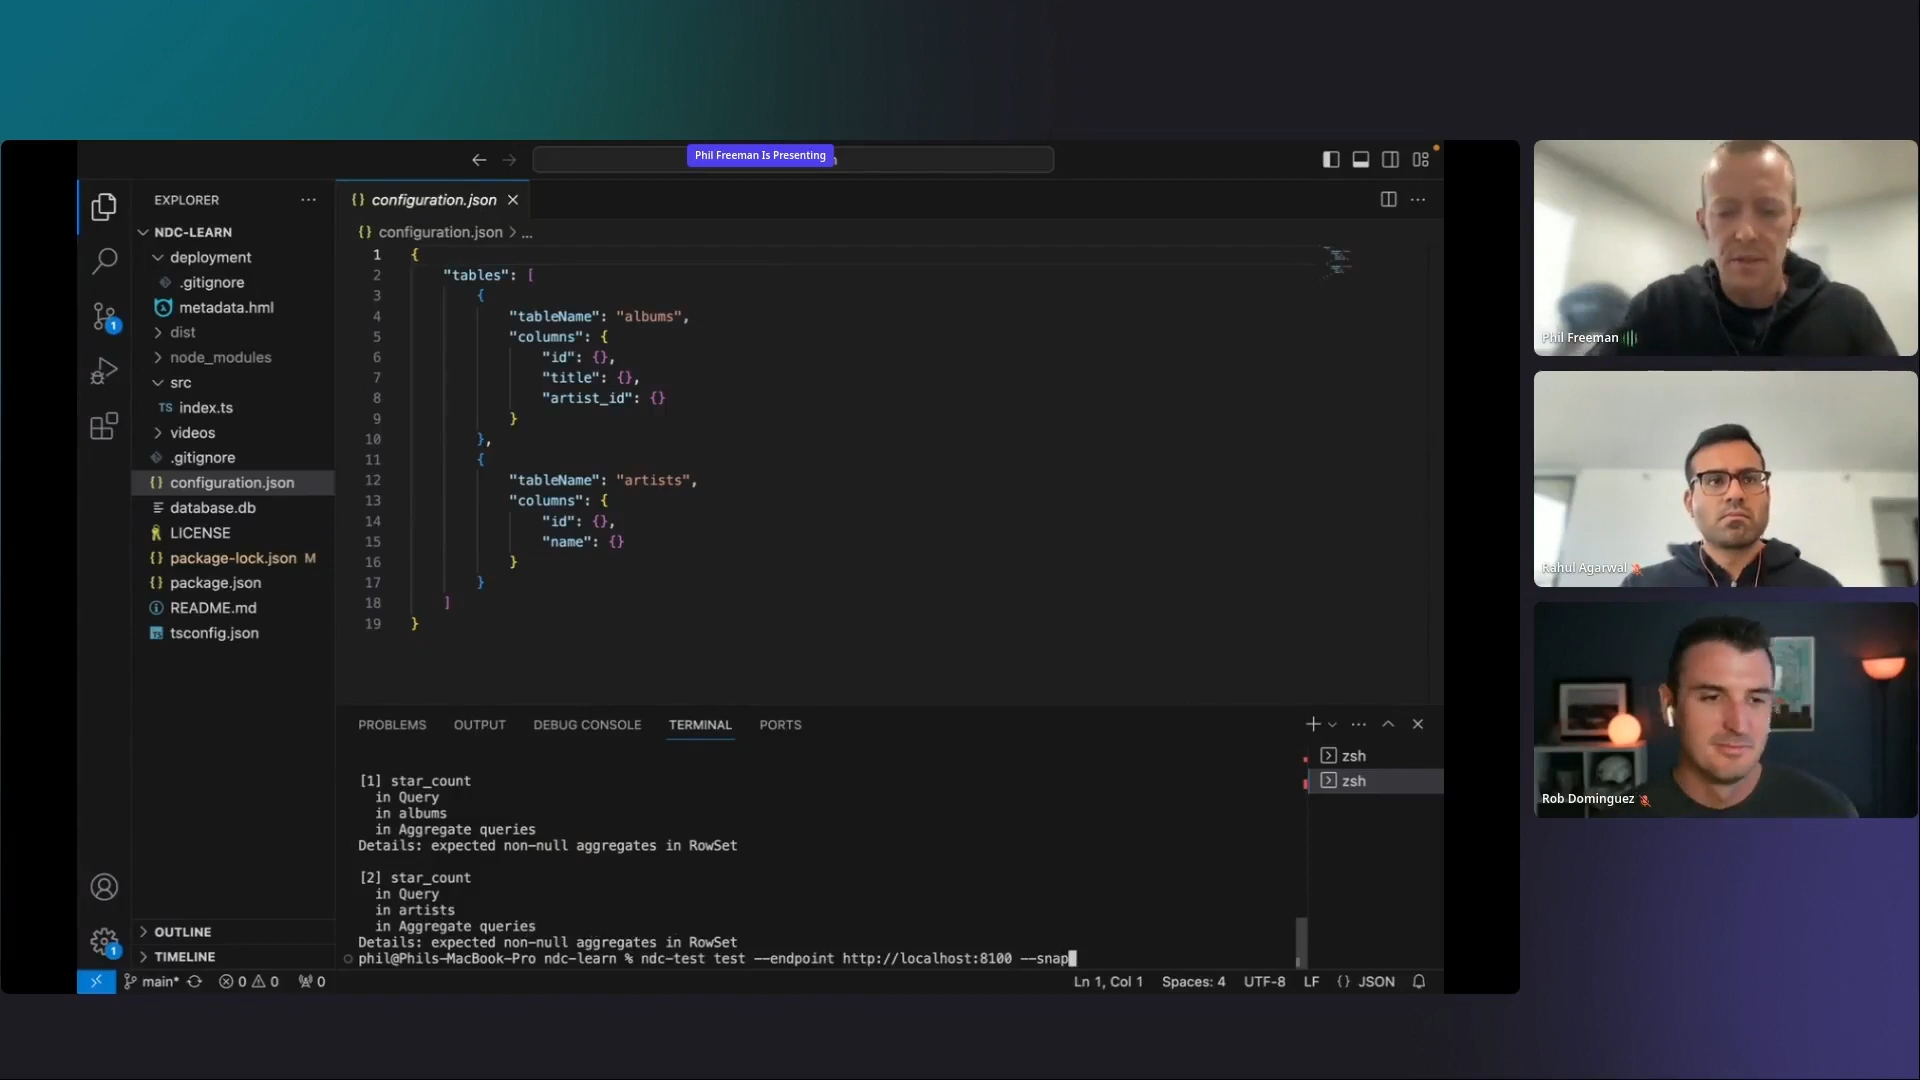 Phil Freeman Is Presenting
EXPLORER
NDC-LEARN
deployment
.gitignore
metadata.hml
dist
node_modules
src
TS index.ts
videos
.gitignore
{} configuration.json
database.db
LICENSE
{} package-lock.json M
{} package.json
README.md
tsconfig.json
OUTLINE
TIMELINE
1
1
{} configuration.json
{} configuration.json > ...
1 {
2 "tables": [
3 {
4 "tableName": "albums",
5 "columns": {
6 "id": {},
7 "title": {},
8 "artist_id": {}
9 }
10 },
11 {
12 "tableName": "artists",
13 "columns": {
14 "id": {},
15 "name": {}
16 }
17 }
18 ]
19 }
PROBLEMS OUTPUT DEBUG CONSOLE TERMINAL PORTS
zsh
zsh
[1] star_count
in Query
in albums
in Aggregate queries
Details: expected non-null aggregates in RowSet
[2] star_count
in Query
in artists
in Aggregate queries
Details: expected non-null aggregates in RowSet
phil@Phils-MacBook-Pro ndc-learn % ndc-test test --endpoint http://localhost:8100 --snap
main* 0 0 0 Ln 1, Col 1 Spaces: 4 UTF-8 LF {} JSON
Phil Freeman
Rahul Agarwal
Rob Dominguez